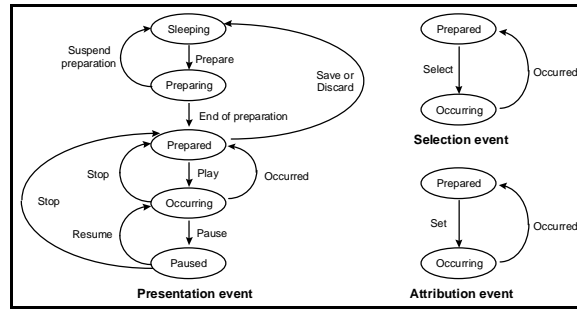 Sleeping
Suspend
preparation
Prepare
Preparing
Save or
Discard
End of preparation
Prepared
Stop
Play
Occurred
Stop
Occurring
Resume
Pause
Paused
Presentation event
Prepared
Select
Occurred
Occurring
Selection event
Prepared
Set
Occurred
Occurring
Attribution event